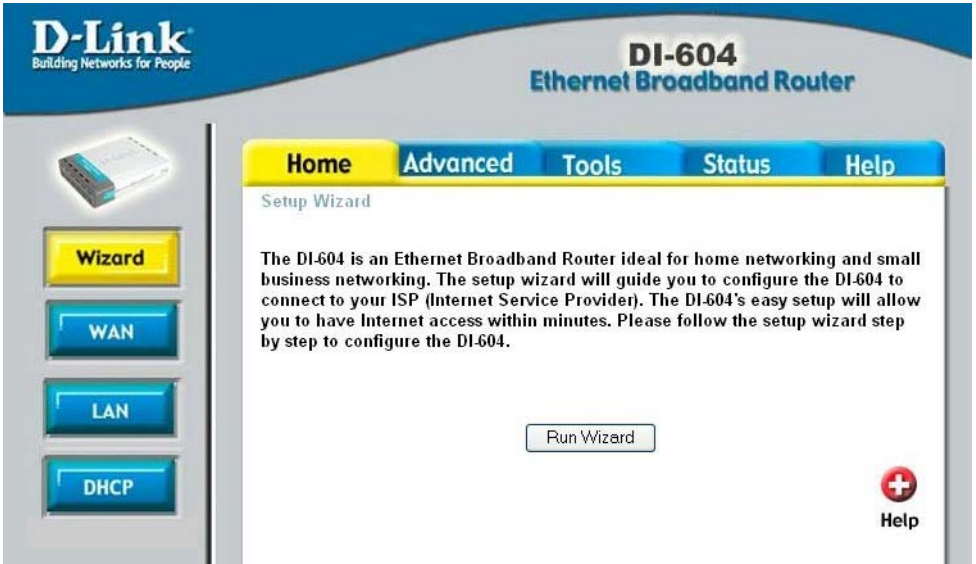 D-Link
Building Networks for People
DI-604
Ethernet Broadband Router
Home Advanced Tools Status Help
Setup Wizard
Wizard
WAN
LAN
DHCP
The DI-604 is an Ethernet Broadband Router ideal for home networking and small
business networking. The setup wizard will guide you to configure the DI-604 to
connect to your ISP (Internet Service Provider). The DI-604's easy setup will allow
you to have Internet access within minutes. Please follow the setup wizard step
by step to configure the DI-604.
Run Wizard
Help